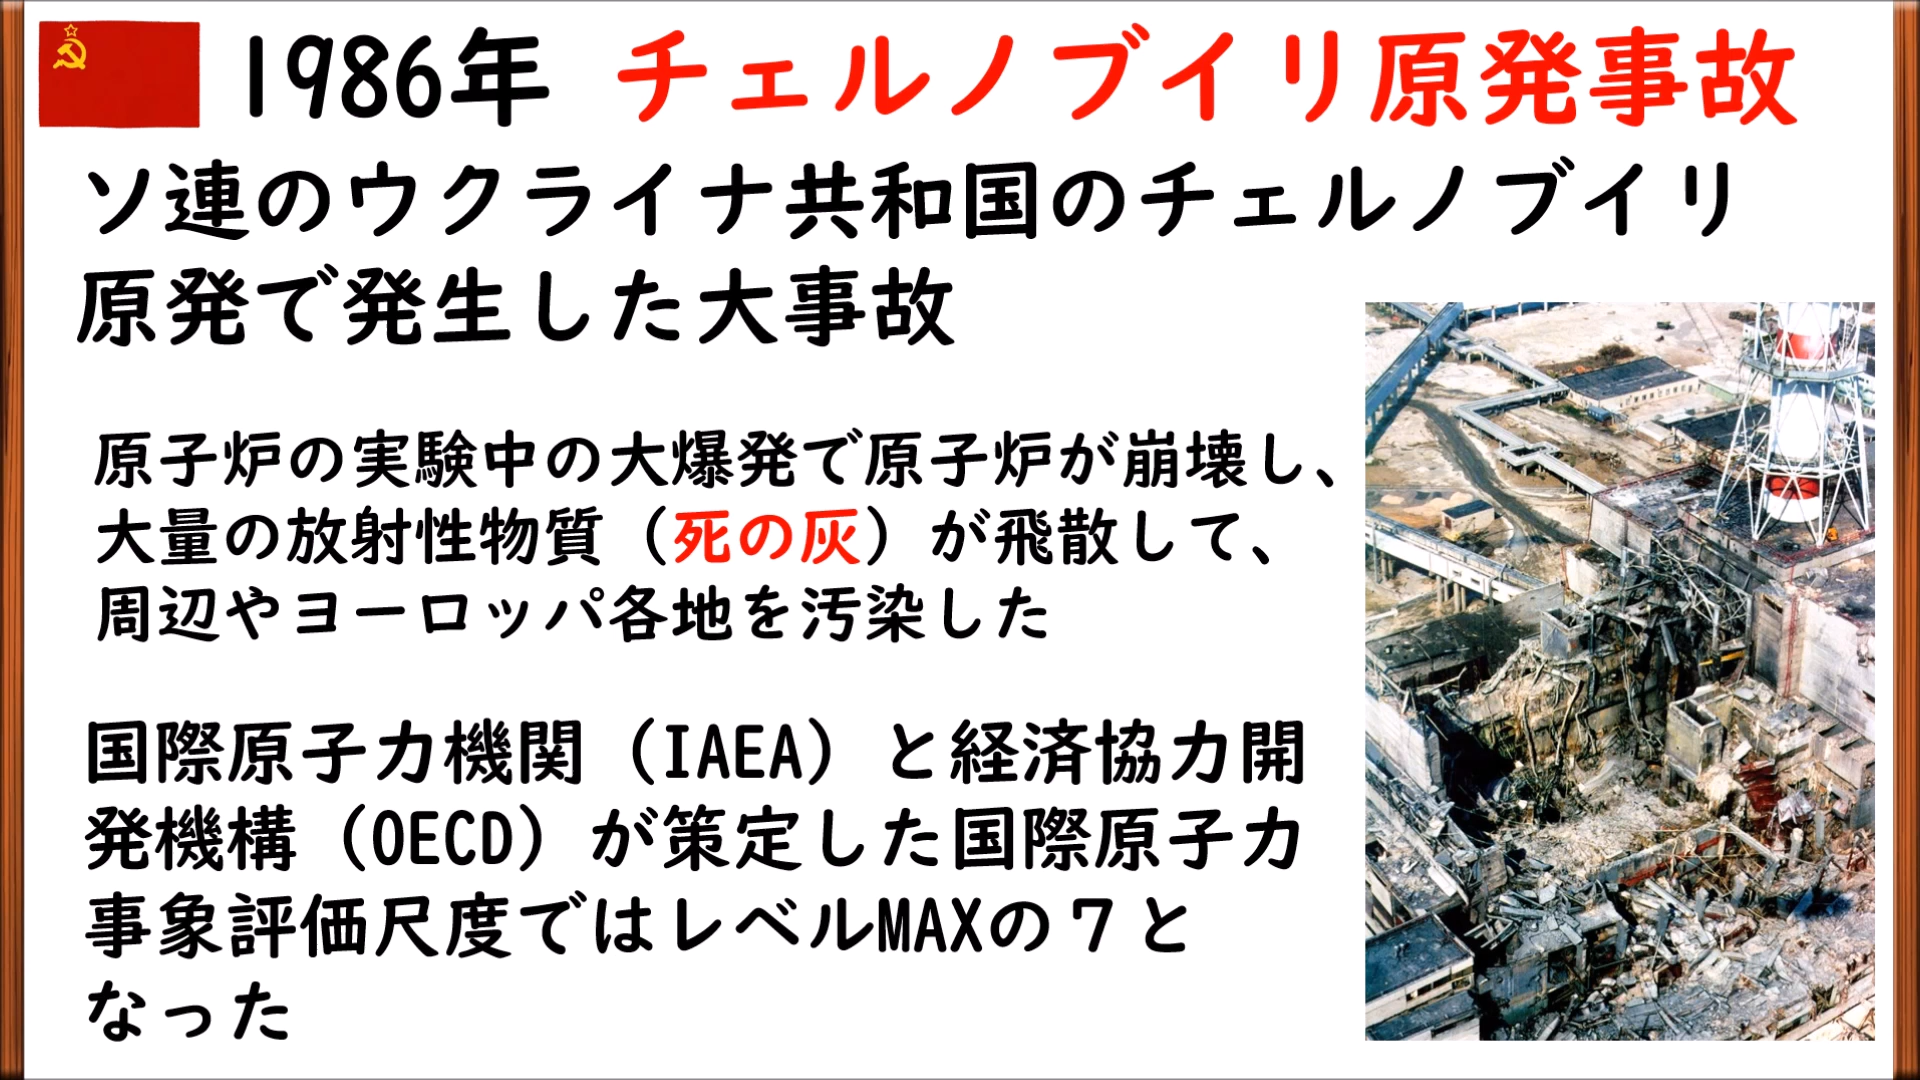 1986年 チェルノブイリ原発事故
ソ連のウクライナ共和国のチェルノブイリ
原発で発生した大事故
原子炉の実験中の大爆発で原子炉が崩壊し、
大量の放射性物質（死の灰）が飛散して、
周辺やヨーロッパ各地を汚染した
国際原子力機関（IAEA）と経済協力開
発機構（OECD）が策定した国際原子力
事象評価尺度ではレベルMAXの７と
なった